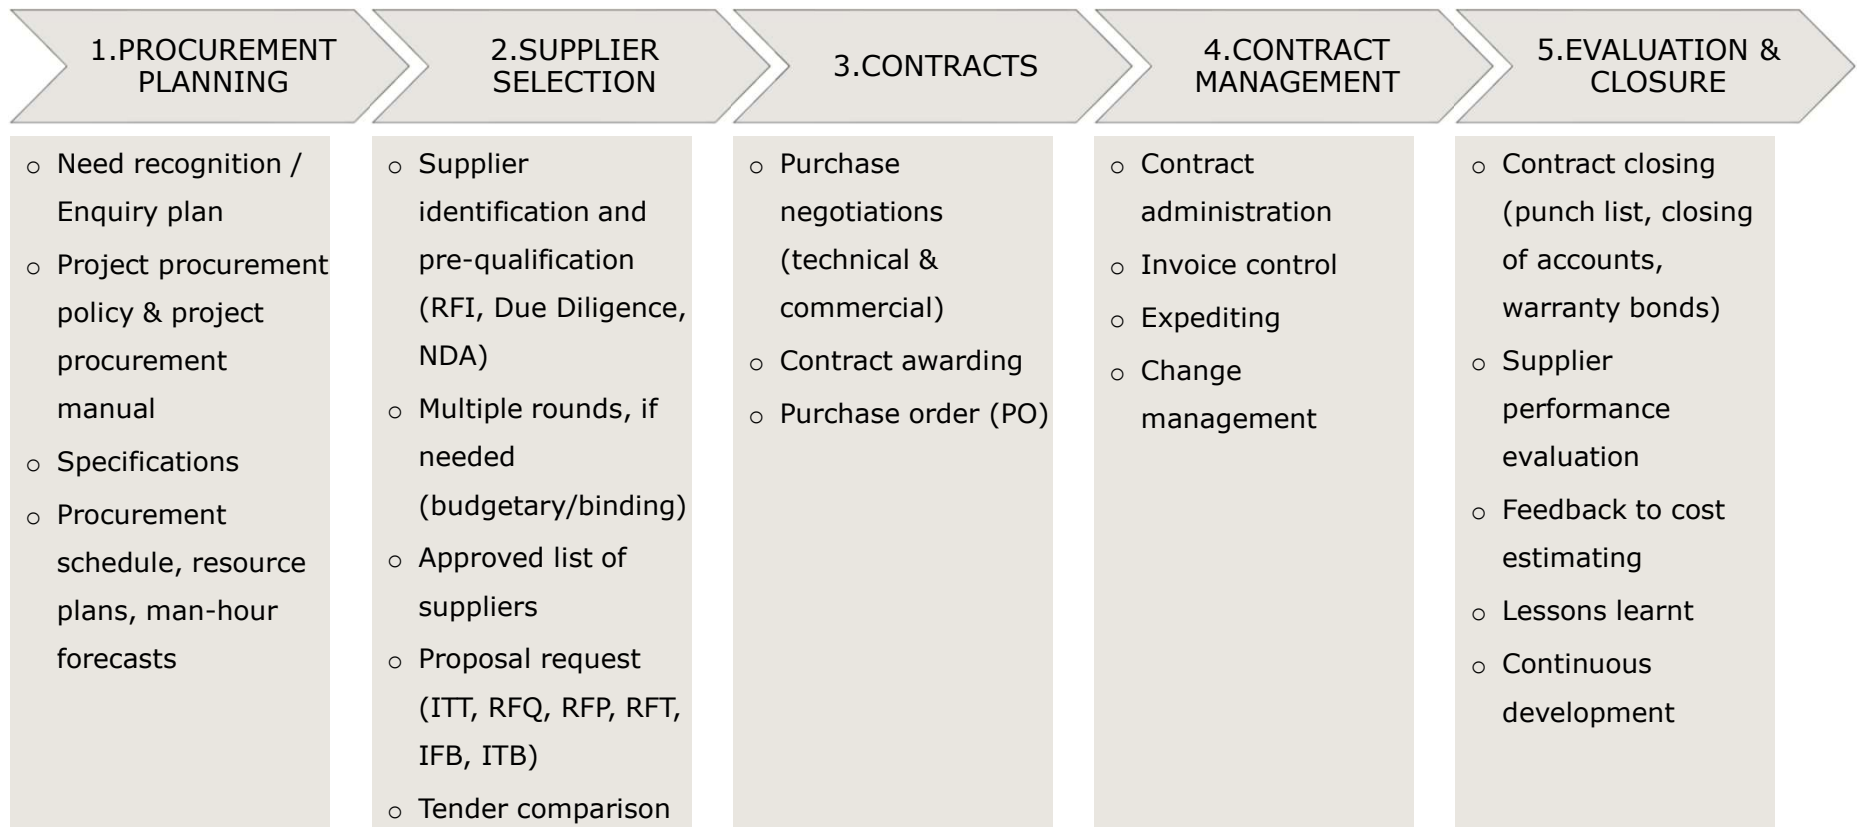 1.PROCUREMENT
PLANNING
2.SUPPLIER
SELECTION
3.CONTRACTS
4.CONTRACT
MANAGEMENT
5.EVALUATION &
CLOSURE
o Need recognition /
Enquiry plan
o Project procurement
policy & project
procurement
manual
o Specifications
o Procurement
schedule, resource
plans, man-hour
forecasts
o Supplier
identification and
pre-qualification
(RFI, Due Diligence,
NDA)
o Multiple rounds, if
needed
(budgetary/binding)
o Approved list of
suppliers
o Proposal request
(ITT, RFQ, RFP, RFT,
IFB, ITB)
o Tender comparison
o Purchase
negotiations
(technical &
commercial)
o Contract awarding
o Purchase order (PO)
o Contract
administration
o Invoice control
o Expediting
o Change
management
o Contract closing
(punch list, closing
of accounts,
warranty bonds)
o Supplier
performance
evaluation
o Feedback to cost
estimating
o Lessons learnt
o Continuous
development